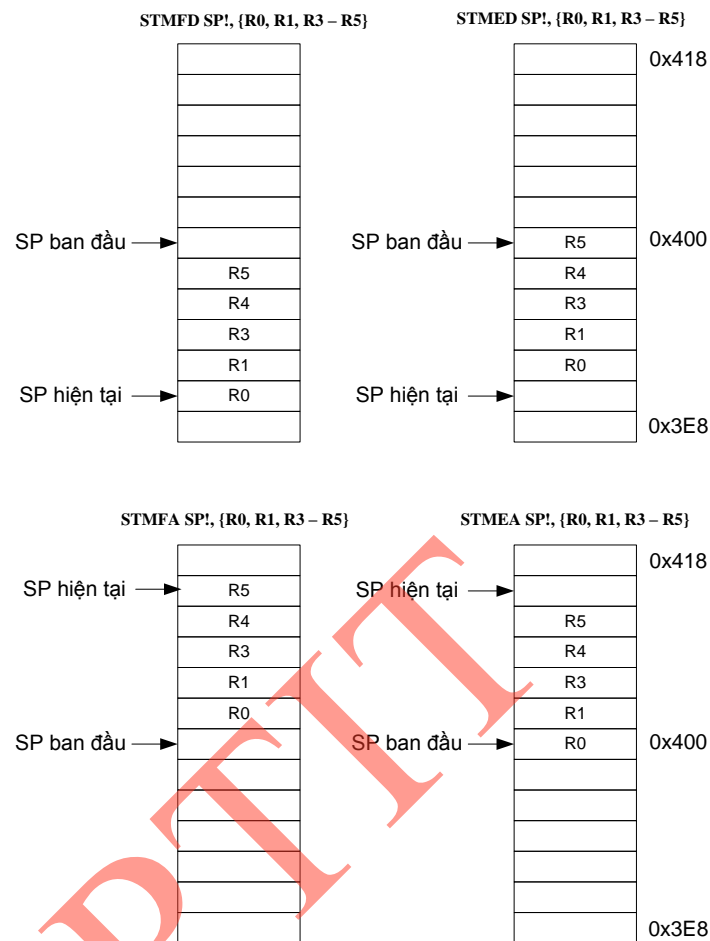 STMFD SP!, {R0, R1, R3 – R5}
STMED SP!, {R0, R1, R3 – R5}
0x418
SP ban đầu
SP ban đầu
R5
0x400
R5
R4
R4
R3
R3
R1
R1
R0
SP hiện tại
R0
SP hiện tại
0x3E8
STMFA SP!, {R0, R1, R3 – R5}
STMEA SP!, {R0, R1, R3 – R5}
0x418
SP hiện tại
R5
SP hiện tại
R4
R5
R3
R4
R1
R3
R0
R1
SP ban đầu
SP ban đầu
R0
0x400
0x3E8
PTIT